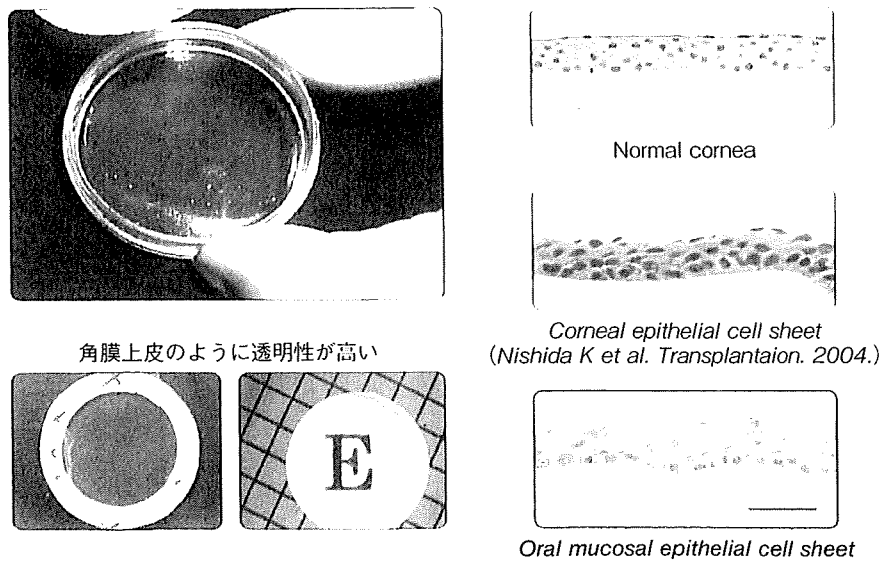 Normal cornea
Corneal epithelial cell sheet
(Nishida K et al. Transplantaion. 2004.)
角膜上皮のように透明性が高い
E
Oral mucosal epithelial cell sheet